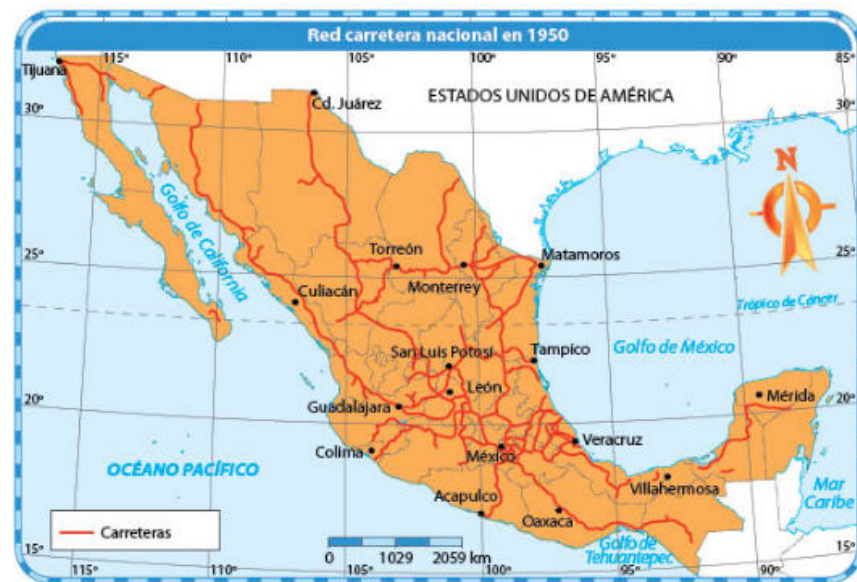 Red carretera nacional en 1950
115°
110°
105°
100°
95°
90°
85°
Tijuana
Cd. Juárez
ESTADOS UNIDOS DE AMÉRICA
30°
30°
N
Golfo de California
25°
Torreón
Monterrey
Matamoros
25°
Culiacán
Trópico de Cáncer
San Luis Potosí
Tampico
Golfo de México
León
20°
Guadalajara
Mérida
20°
Colima
México
Veracruz
OCÉANO PACÍFICO
Villahermosa
Mar
Caribe
Acapulco
Oaxaca
Carreteras
Golfo de
Tehuantepec
0
1029
2059 km
15°
15°
115°
110°
105°
100°
95°
90°